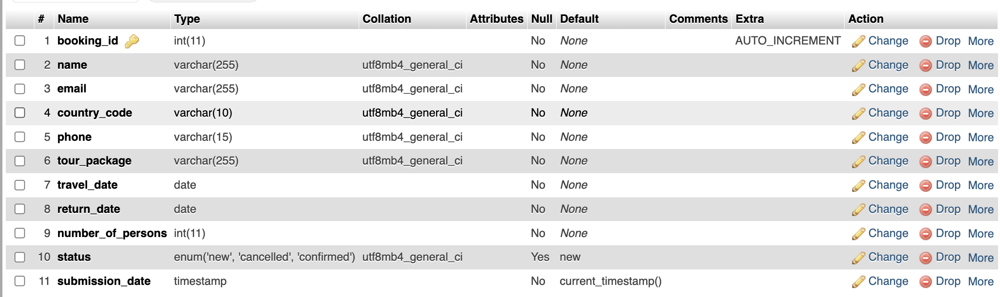 # Name Type Collation Attributes Null Default Comments Extra Action
1 booking_id int(11) No None AUTO_INCREMENT Change Drop More
2 name varchar(255) utf8mb4_general_ci No None Change Drop More
3 email varchar(255) utf8mb4_general_ci No None Change Drop More
4 country_code varchar(10) utf8mb4_general_ci No None Change Drop More
5 phone varchar(15) utf8mb4_general_ci No None Change Drop More
6 tour_package varchar(255) utf8mb4_general_ci No None Change Drop More
7 travel_date date No None Change Drop More
8 return_date date No None Change Drop More
9 number_of_persons int(11) No None Change Drop More
10 status enum('new', 'cancelled', 'confirmed') utf8mb4_general_ci Yes new Change Drop More
11 submission_date timestamp No current_timestamp() Change Drop More